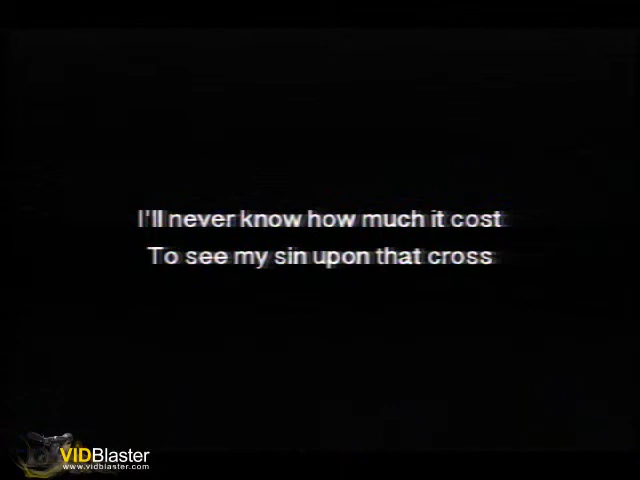 I'll never know how much it cost
To see my sin upon that cross
VIDBlaster
www.vidblaster.com